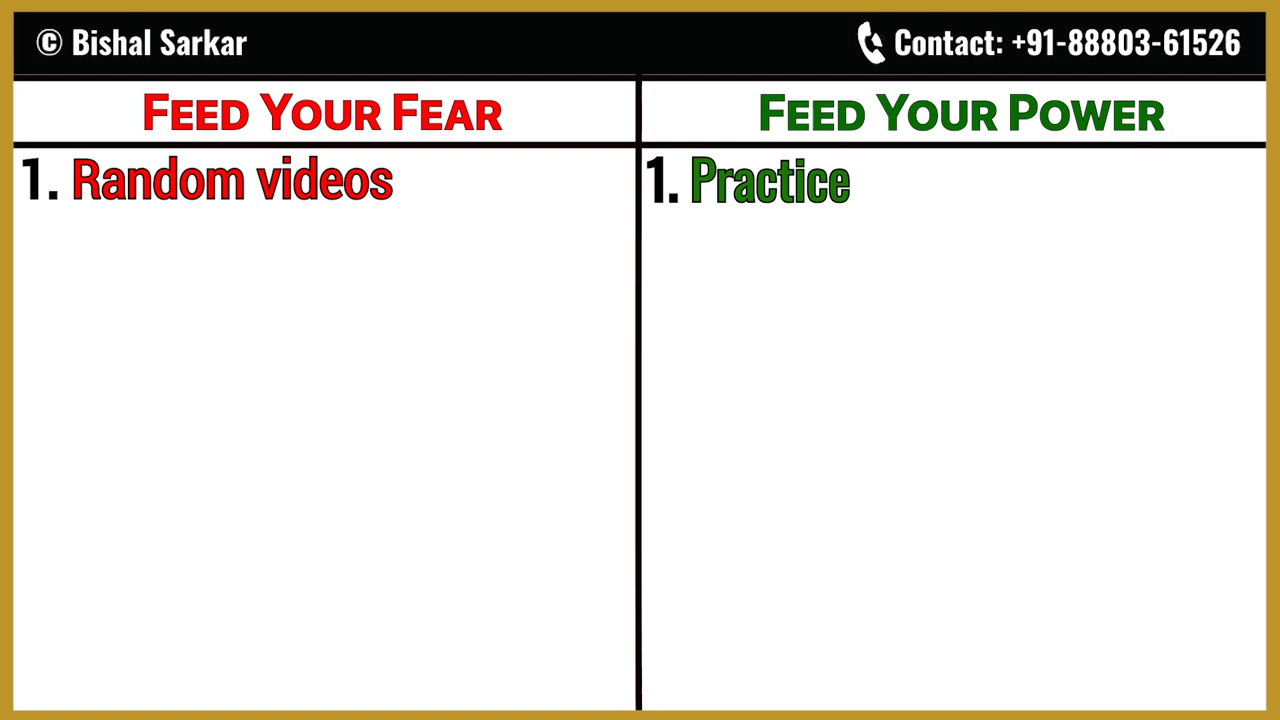 © Bishal Sarkar
Contact: +91-88803-61526
FEED YOUR FEAR
FEED YOUR POWER
1. Random videos
1. Practice